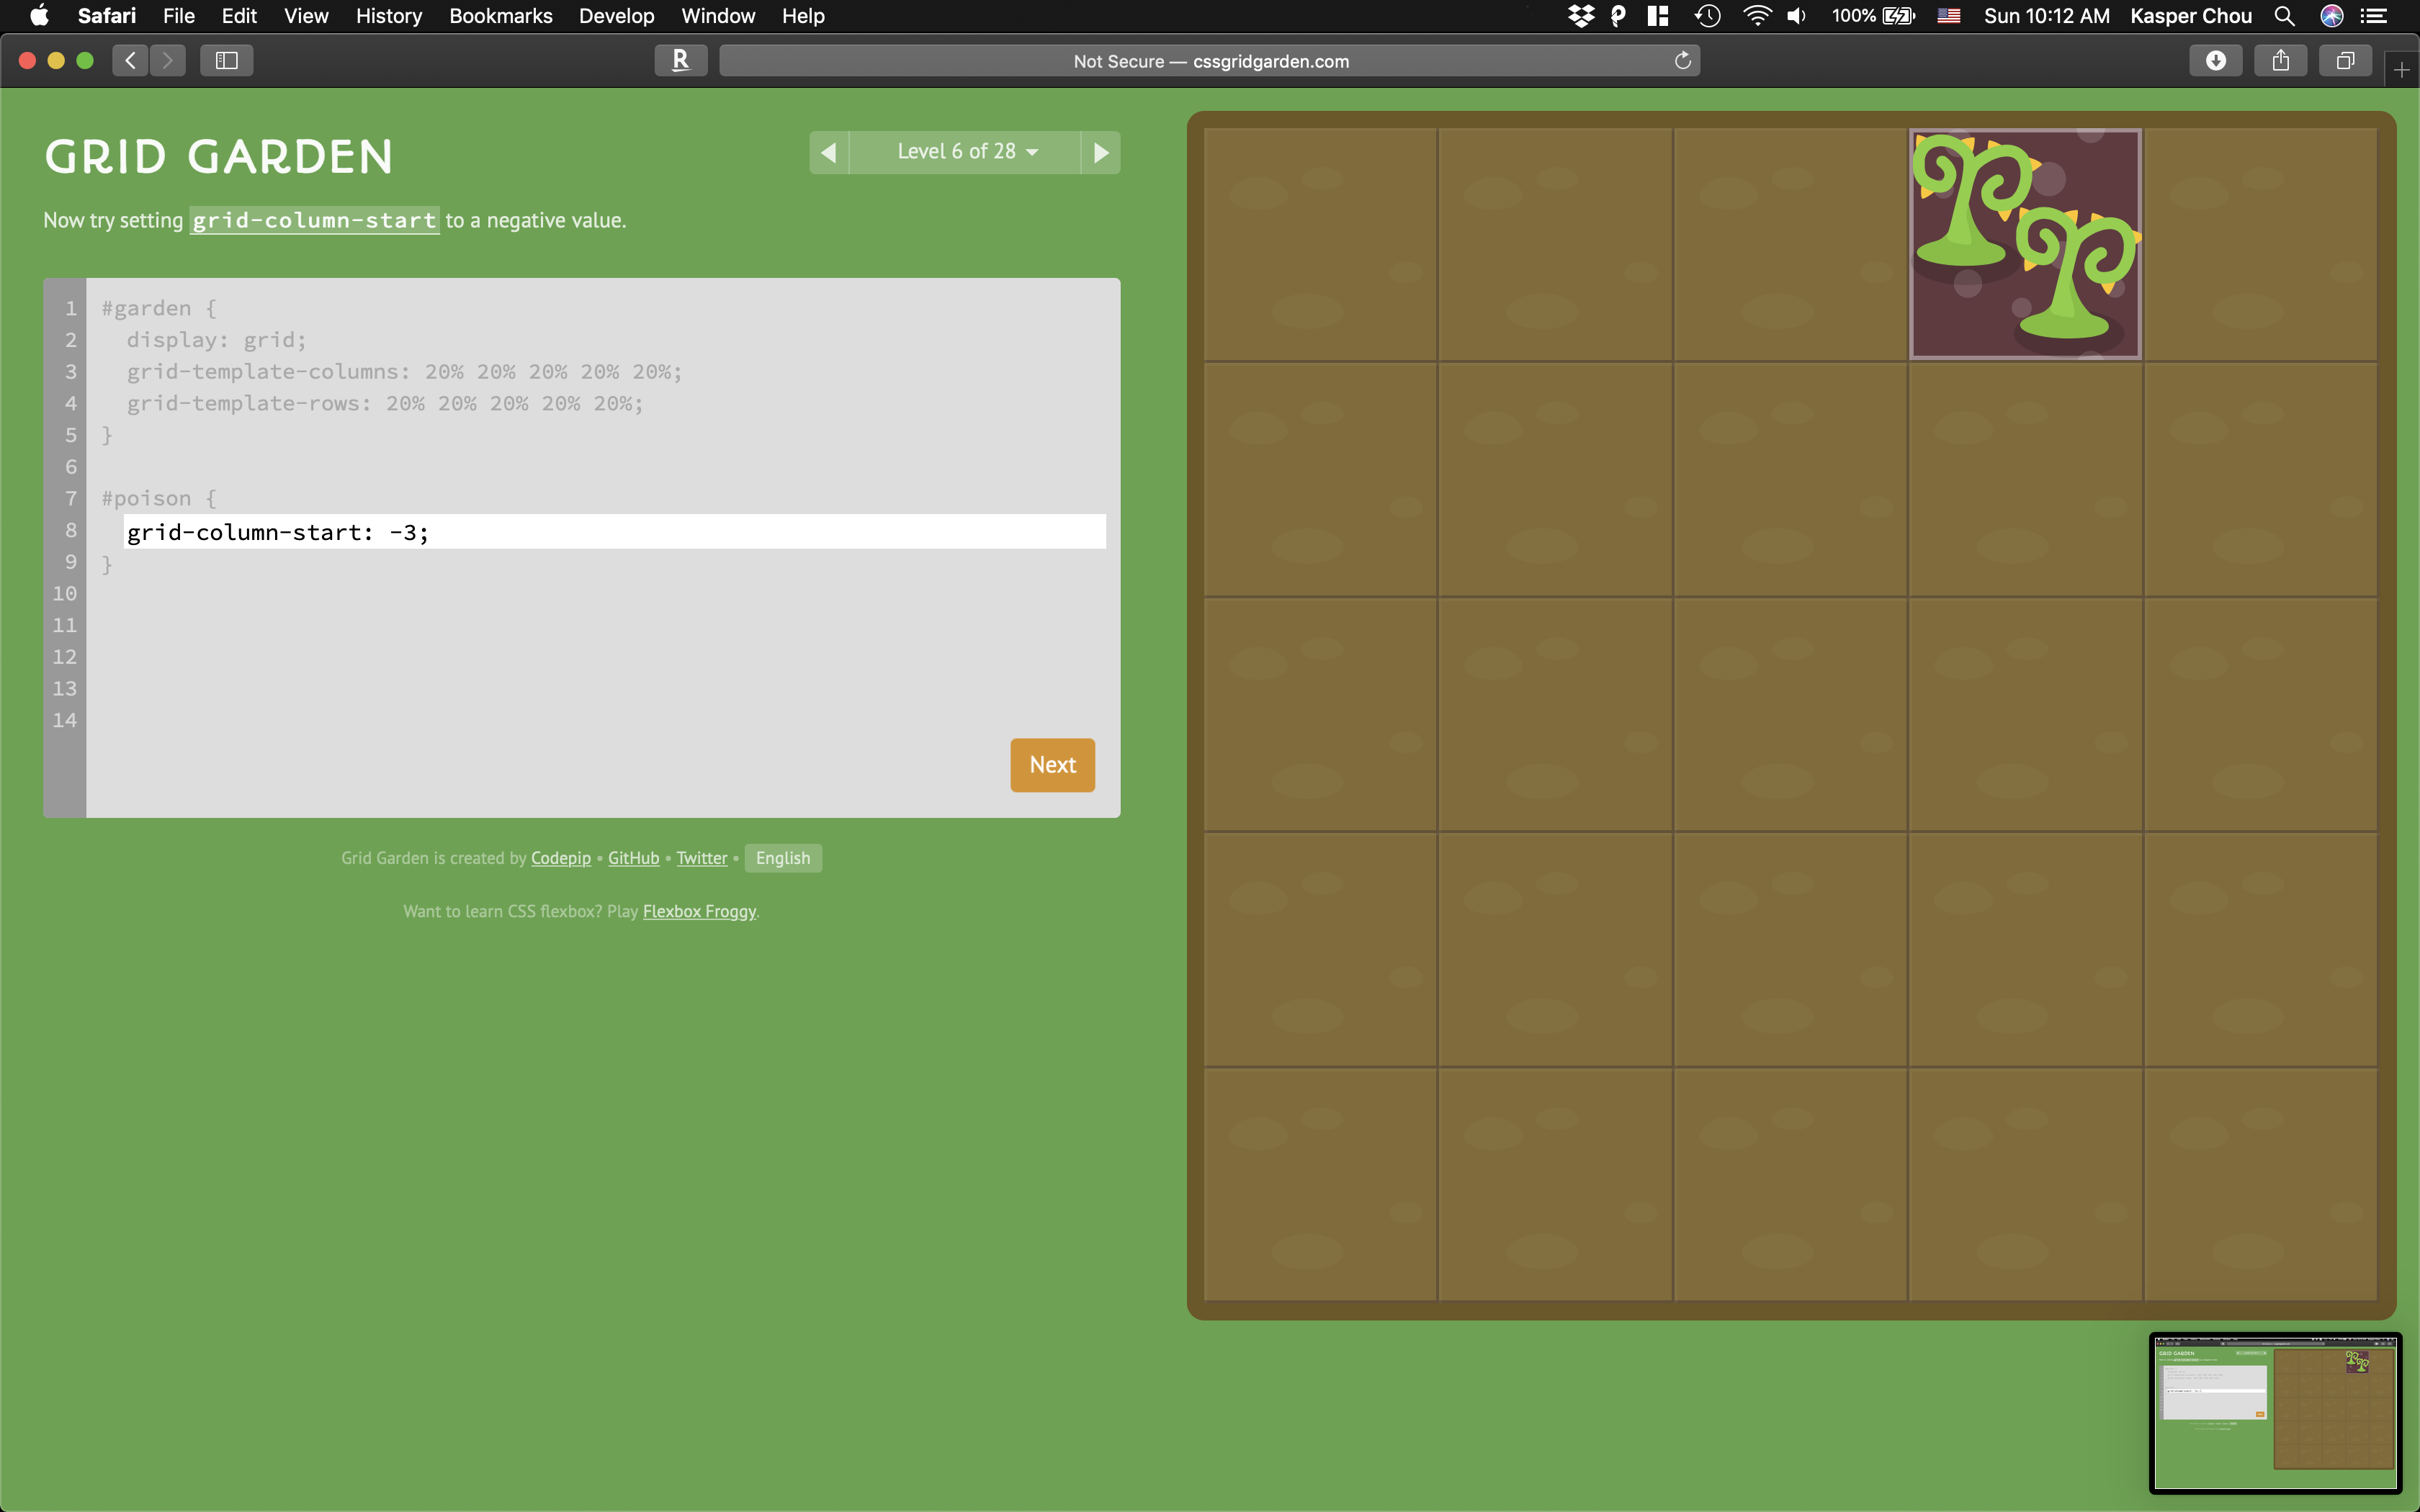 Safari File Edit View History Bookmarks Develop Window Help 100% Sun 10:12 AM Kasper Chou
R Not Secure — cssgridgarden.com
GRID GARDEN
Level 6 of 28
Now try setting grid-column-start to a negative value.
1 #garden {
2 display: grid;
3 grid-template-columns: 20% 20% 20% 20% 20%;
4 grid-template-rows: 20% 20% 20% 20% 20%;
5 }
6
7 #poison {
8 grid-column-start: -3;
9 }
10
11
12
13
14
Next
Grid Garden is created by Codepip • GitHub • Twitter • English
Want to learn CSS flexbox? Play Flexbox Froggy.
GRID GARDEN